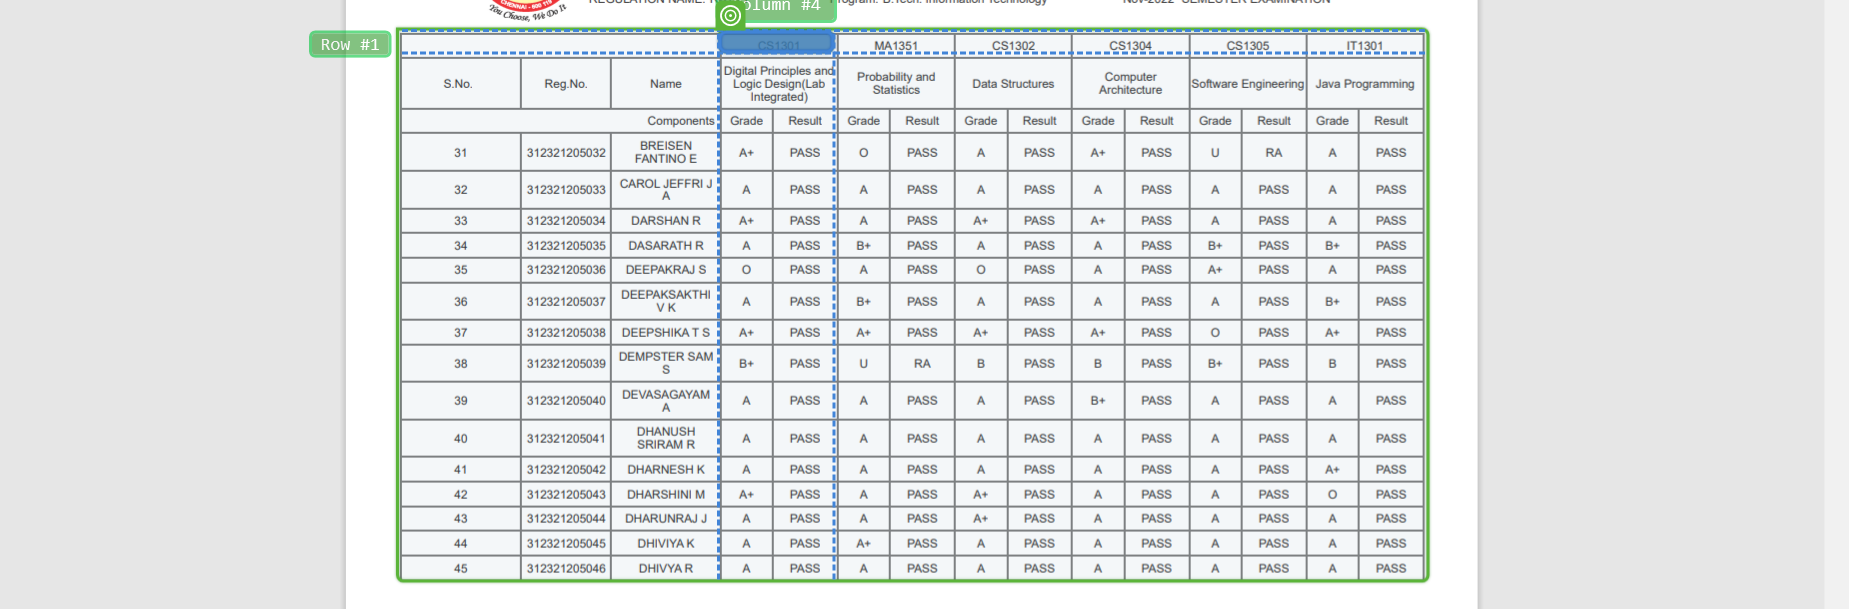 CHENNAI - 600 119
You Choose, We Do It
REGULATION NAME:
Program: B.Tech. Information Technology
Nov-2022 SEMESTER EXAMINATION
olumn #4
Row #1
CS1301 MA1351 CS1302 CS1304 CS1305 IT1301
S.No. Reg.No. Name Digital Principles and Logic Design(Lab Integrated) Probability and Statistics Data Structures Computer Architecture Software Engineering Java Programming
Components Grade Result Grade Result Grade Result Grade Result Grade Result Grade Result
31 312321205032 BREISEN FANTINO E A+ PASS O PASS A PASS A+ PASS U RA A PASS
32 312321205033 CAROL JEFFRI J A A PASS A PASS A PASS A PASS A PASS A PASS
33 312321205034 DARSHAN R A+ PASS A PASS A+ PASS A+ PASS A PASS A PASS
34 312321205035 DASARATH R A PASS B+ PASS A PASS A PASS B+ PASS B+ PASS
35 312321205036 DEEPAKRAJ S O PASS A PASS O PASS A PASS A+ PASS A PASS
36 312321205037 DEEPAKSAKTHI V K A PASS B+ PASS A PASS A PASS A PASS B+ PASS
37 312321205038 DEEPSHIKA T S A+ PASS A+ PASS A+ PASS A+ PASS O PASS A+ PASS
38 312321205039 DEMPSTER SAM S B+ PASS U RA B PASS B PASS B+ PASS B PASS
39 312321205040 DEVASAGAYAM A A PASS A PASS A PASS B+ PASS A PASS A PASS
40 312321205041 DHANUSH SRIRAM R A PASS A PASS A PASS A PASS A PASS A PASS
41 312321205042 DHARNESH K A PASS A PASS A PASS A PASS A PASS A+ PASS
42 312321205043 DHARSHINI M A+ PASS A PASS A+ PASS A PASS A PASS O PASS
43 312321205044 DHARUNRAJ J A PASS A PASS A+ PASS A PASS A PASS A PASS
44 312321205045 DHIVIYA K A PASS A+ PASS A PASS A PASS A PASS A PASS
45 312321205046 DHIVYA R A PASS A PASS A PASS A PASS A PASS A PASS